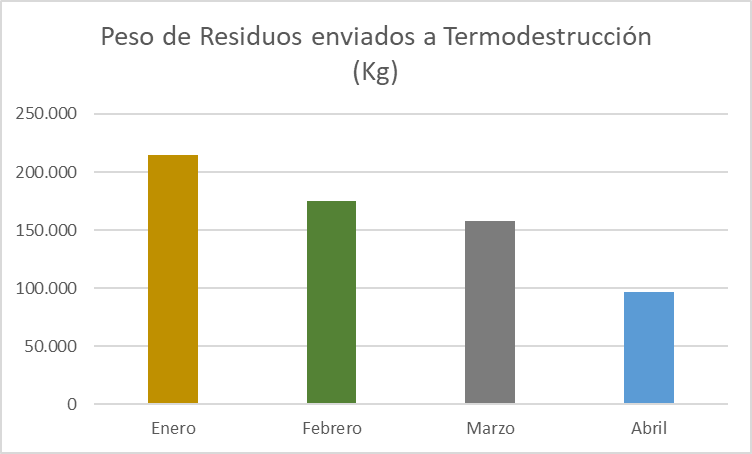 Peso de Residuos enviados a Termodestrucción
(Kg)
250.000
200.000
150.000
100.000
50.000
0
Enero
Febrero
Marzo
Abril